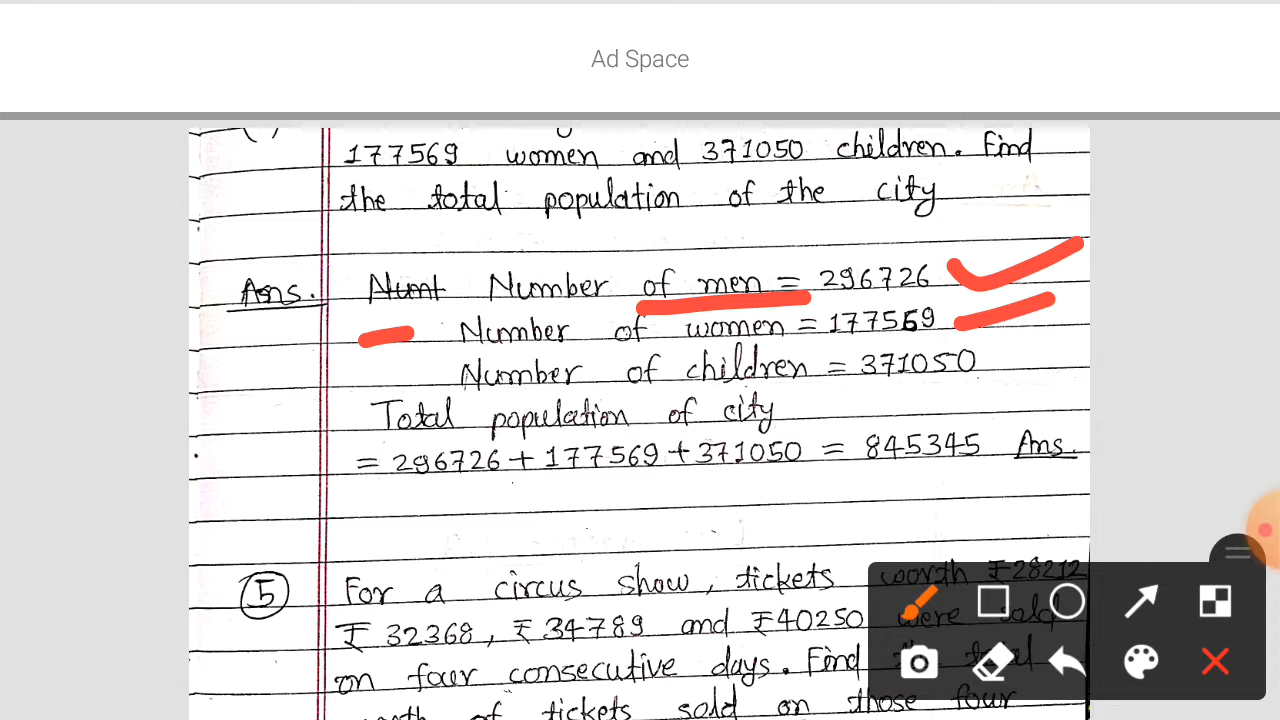 Ad Space
177569 women and 371050 children. Find
the total population of the city
Ans. Numt Number of men = 296726
Number of women = 177569
Number of children = 371050
Total population of city
= 296726 + 177569 + 371050 = 845345 Ans.
5 For a circus show, tickets worth ₹28212
₹ 32368, ₹ 34789 and ₹40250 were sold
on four consecutive days. Find the total
worth of tickets sold on those four